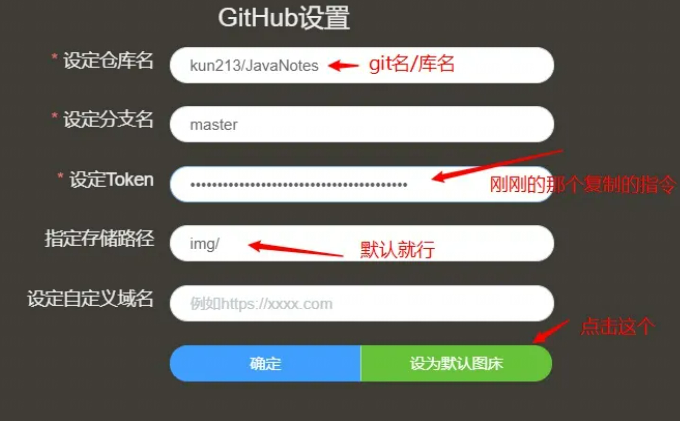 GitHub设置
* 设定仓库名
kun213/JavaNotes
git名/库名
* 设定分支名
master
* 设定Token
••••••••••••••••••••••••••••••••••••••••
刚刚的那个复制的指令
指定存储路径
img/
默认就行
设定自定义域名
例如https://xxxx.com
点击这个
确定
设为默认图床